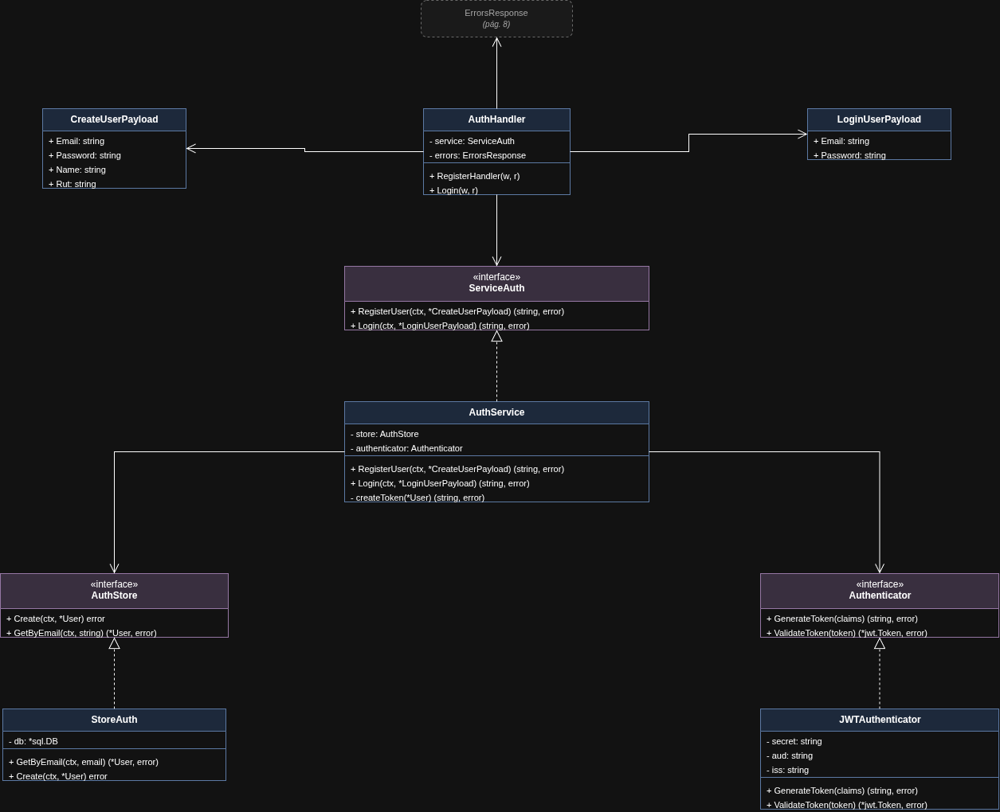 ErrorsResponse
(pág. 8)
CreateUserPayload
+ Email: string
+ Password: string
+ Name: string
+ Rut: string
AuthHandler
- service: ServiceAuth
- errors: ErrorsResponse
+ RegisterHandler(w, r)
+ Login(w, r)
LoginUserPayload
+ Email: string
+ Password: string
«interface»
ServiceAuth
+ RegisterUser(ctx, *CreateUserPayload) (string, error)
+ Login(ctx, *LoginUserPayload) (string, error)
AuthService
- store: AuthStore
- authenticator: Authenticator
+ RegisterUser(ctx, *CreateUserPayload) (string, error)
+ Login(ctx, *LoginUserPayload) (string, error)
- createToken(*User) (string, error)
«interface»
AuthStore
+ Create(ctx, *User) error
+ GetByEmail(ctx, string) (*User, error)
«interface»
Authenticator
+ GenerateToken(claims) (string, error)
+ ValidateToken(token) (*jwt.Token, error)
StoreAuth
- db: *sql.DB
+ GetByEmail(ctx, email) (*User, error)
+ Create(ctx, *User) error
JWTAuthenticator
- secret: string
- aud: string
- iss: string
+ GenerateToken(claims) (string, error)
+ ValidateToken(token) (*jwt.Token, error)